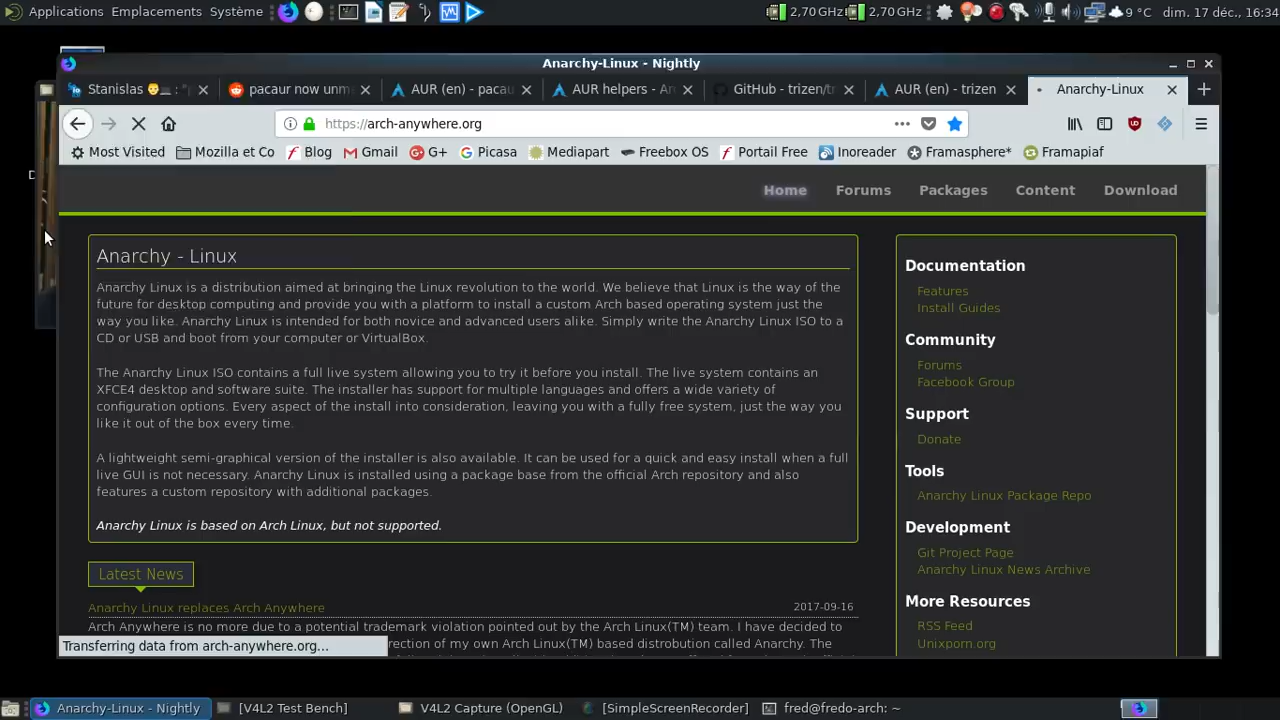 Applications Emplacements Système 2,70 GHz 2,70 GHz 9 °C dim. 17 déc., 16:34
Anarchy-Linux - Nightly
Stanislas : "p pacaur now unm AUR (en) - pacau AUR helpers - An GitHub - trizen/tr AUR (en) - trizen Anarchy-Linux
https://arch-anywhere.org
Most Visited Mozilla et Co Blog Gmail G+ Picasa Mediapart Freebox OS Portail Free Inoreader Framasphere* Framapiaf
Home Forums Packages Content Download
Anarchy - Linux
Anarchy Linux is a distribution aimed at bringing the Linux revolution to the world. We believe that Linux is the way of the
future for desktop computing and provide you with a platform to install a custom Arch based operating system just the
way you like. Anarchy Linux is intended for both novice and advanced users alike. Simply write the Anarchy Linux ISO to a
CD or USB and boot from your computer or VirtualBox.
The Anarchy Linux ISO contains a full live system allowing you to try it before you install. The live system contains an
XFCE4 desktop and software suite. The installer has support for multiple languages and offers a wide variety of
configuration options. Every aspect of the install into consideration, leaving you with a fully free system, just the way you
like it out of the box every time.
A lightweight semi-graphical version of the installer is also available. It can be used for a quick and easy install when a full
live GUI is not necessary. Anarchy Linux is installed using a package base from the official Arch repository and also
features a custom repository with additional packages.
Anarchy Linux is based on Arch Linux, but not supported.
Latest News
Anarchy Linux replaces Arch Anywhere 2017-09-16
Arch Anywhere is no more due to a potential trademark violation pointed out by the Arch Linux(TM) team. I have decided to
rection of my own Arch Linux(TM) based distrobution called Anarchy. The
Documentation
Features
Install Guides
Community
Forums
Facebook Group
Support
Donate
Tools
Anarchy Linux Package Repo
Development
Git Project Page
Anarchy Linux News Archive
More Resources
RSS Feed
Unixporn.org
Transferring data from arch-anywhere.org...
Anarchy-Linux - Nightly [V4L2 Test Bench] V4L2 Capture (OpenGL) [SimpleScreenRecorder] fred@fredo-arch: ~